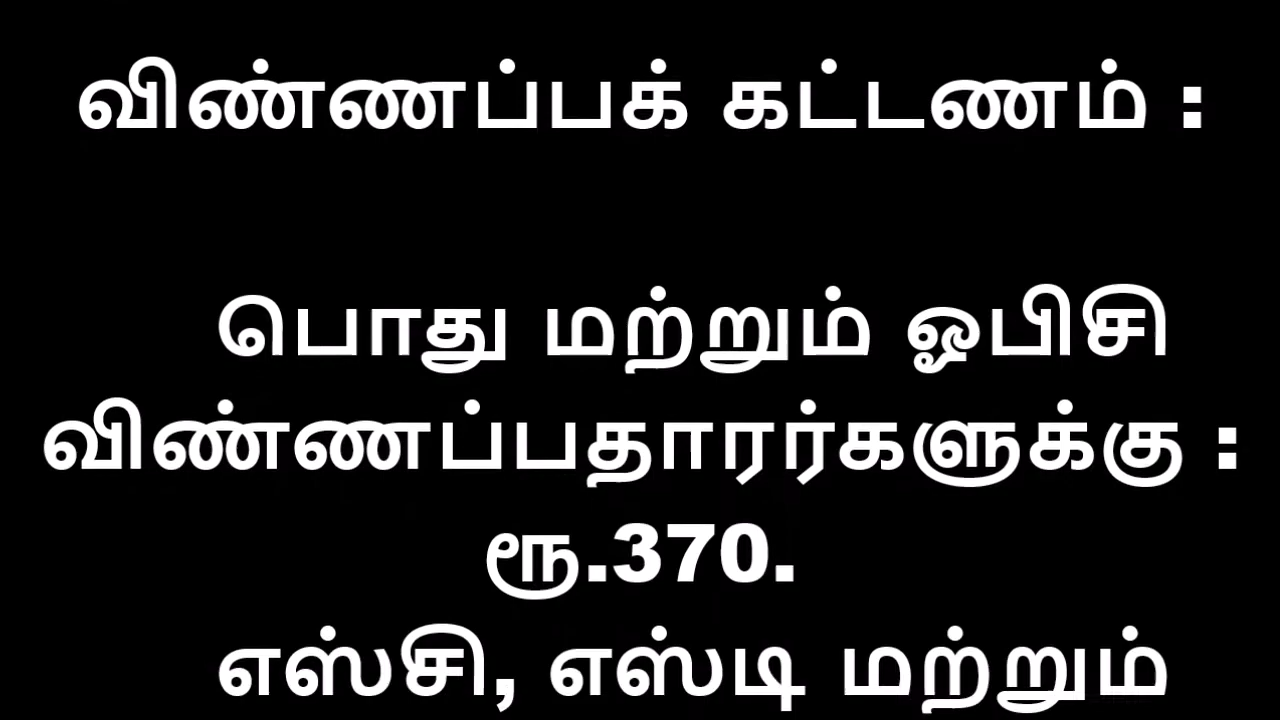 விண்ணப்பக் கட்டணம் :
பொது மற்றும் ஓபிசி
விண்ணப்பதாரர்களுக்கு :
ரூ.370.
எஸ்சி, எஸ்டி மற்றும்